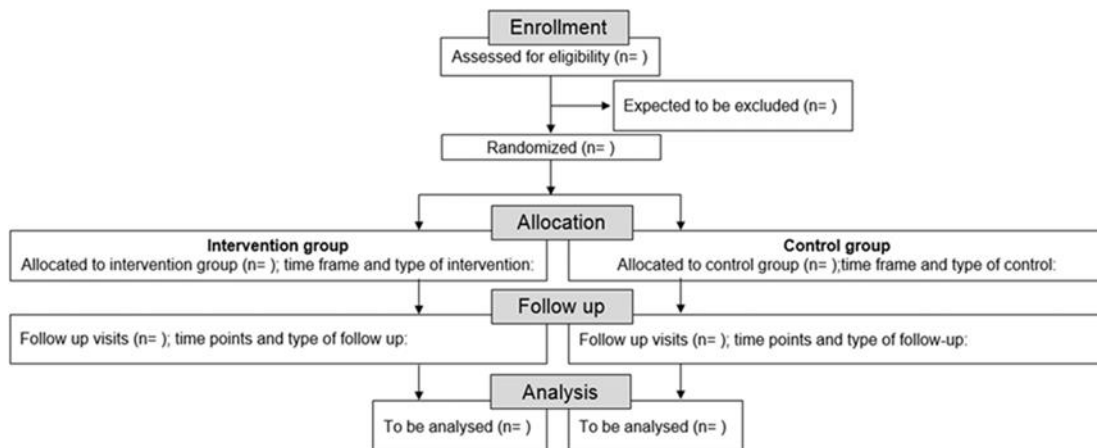 Enrollment
Assessed for eligibility (n= )
Expected to be excluded (n= )
Randomized (n= )
Allocation
Intervention group
Allocated to intervention group (n= ); time frame and type of intervention:
Control group
Allocated to control group (n= );time frame and type of control:
Follow up
Follow up visits (n= ); time points and type of follow up:
Follow up visits (n= ); time points and type of follow-up:
Analysis
To be analysed (n= )
To be analysed (n= )